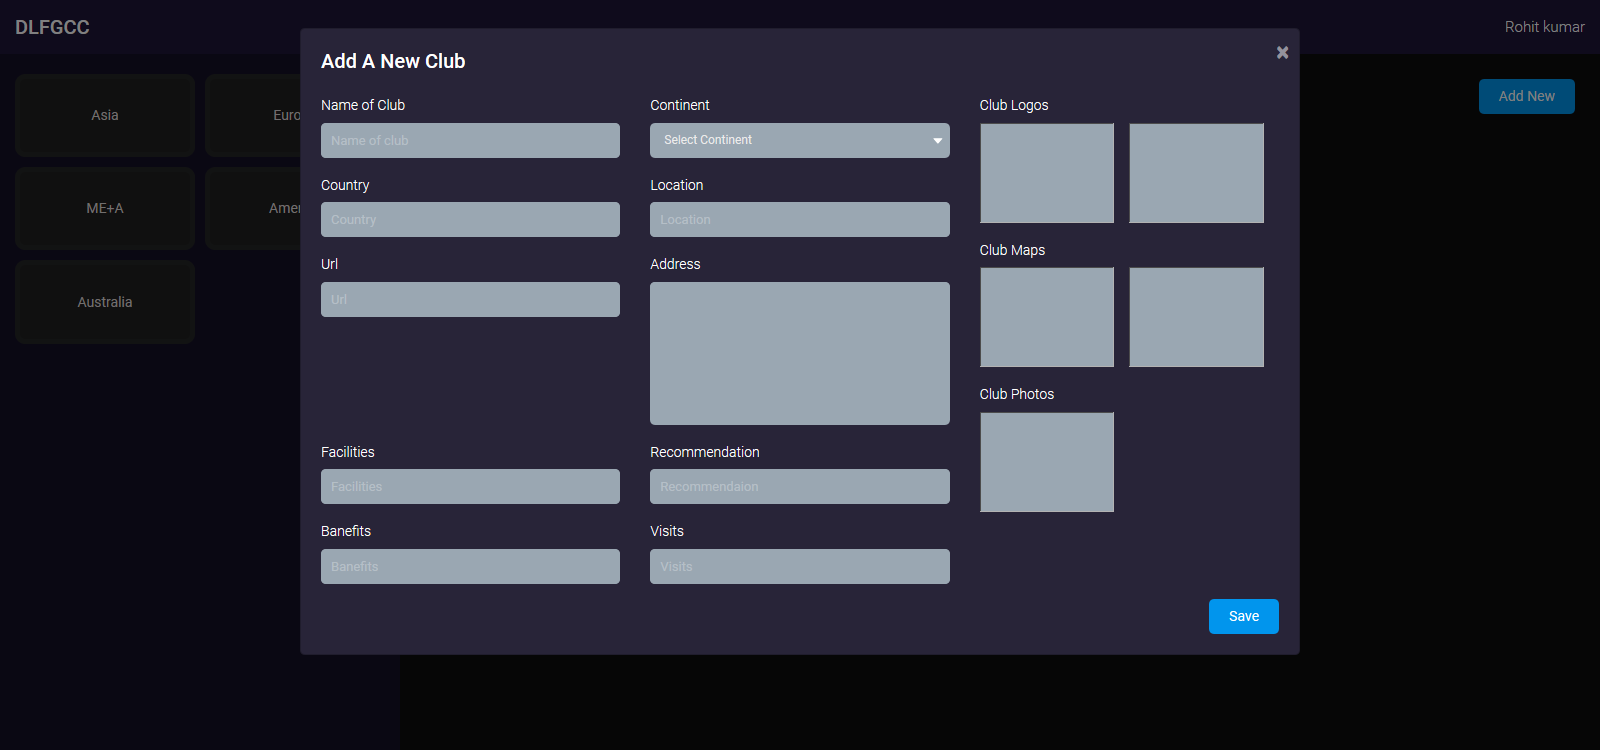 DLFGCC
Rohit kumar
Asia
Euro
ME+A
Amer
Australia
Add New
Add A New Club
×
Name of Club
Name of club
Continent
Select Continent
Club Logos
Country
Country
Location
Location
Club Maps
Url
Url
Address
Club Photos
Facilities
Facilities
Recommendation
Recommendaion
Banefits
Banefits
Visits
Visits
Save